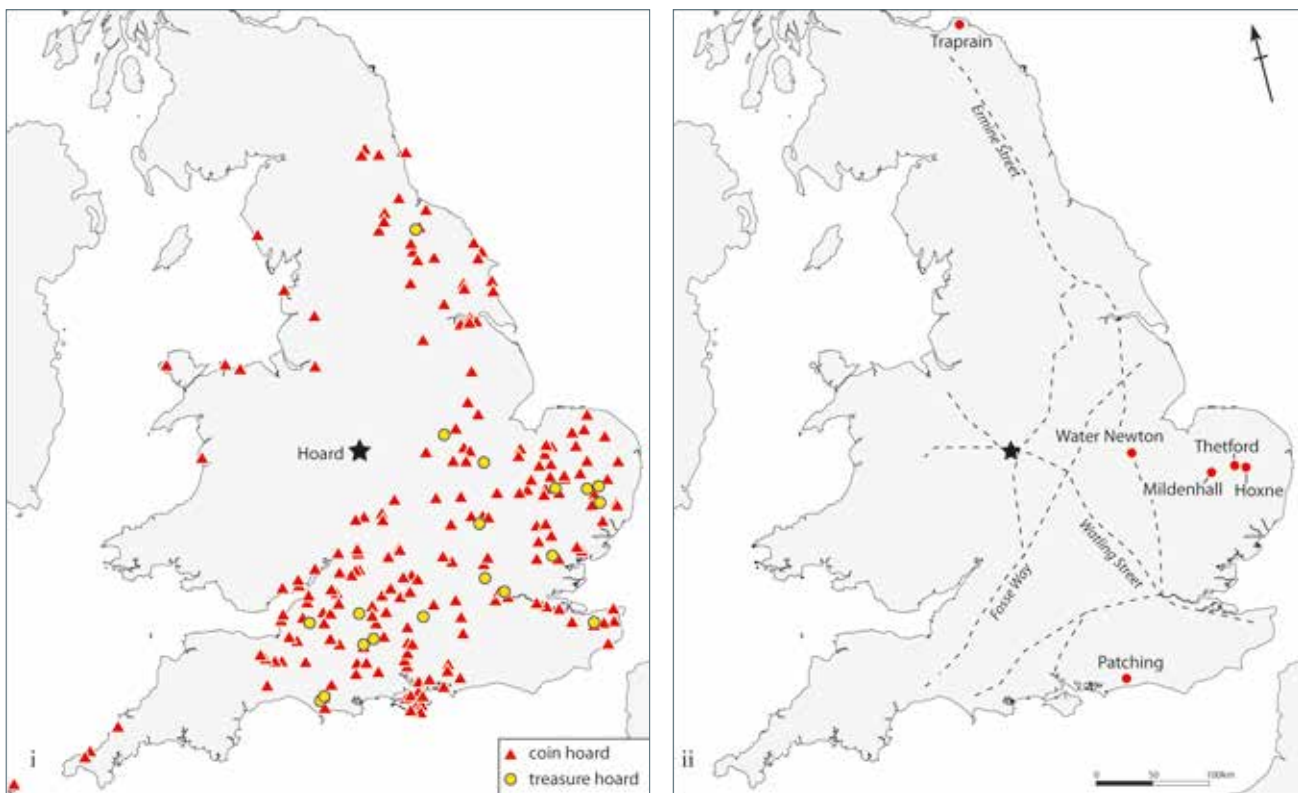 Hoard
i
coin hoard
treasure hoard
Traprain
Ermine Street
Water Newton
Thetford
Mildenhall
Hoxne
Watling Street
Fosse Way
Patching
ii
0 50 100km